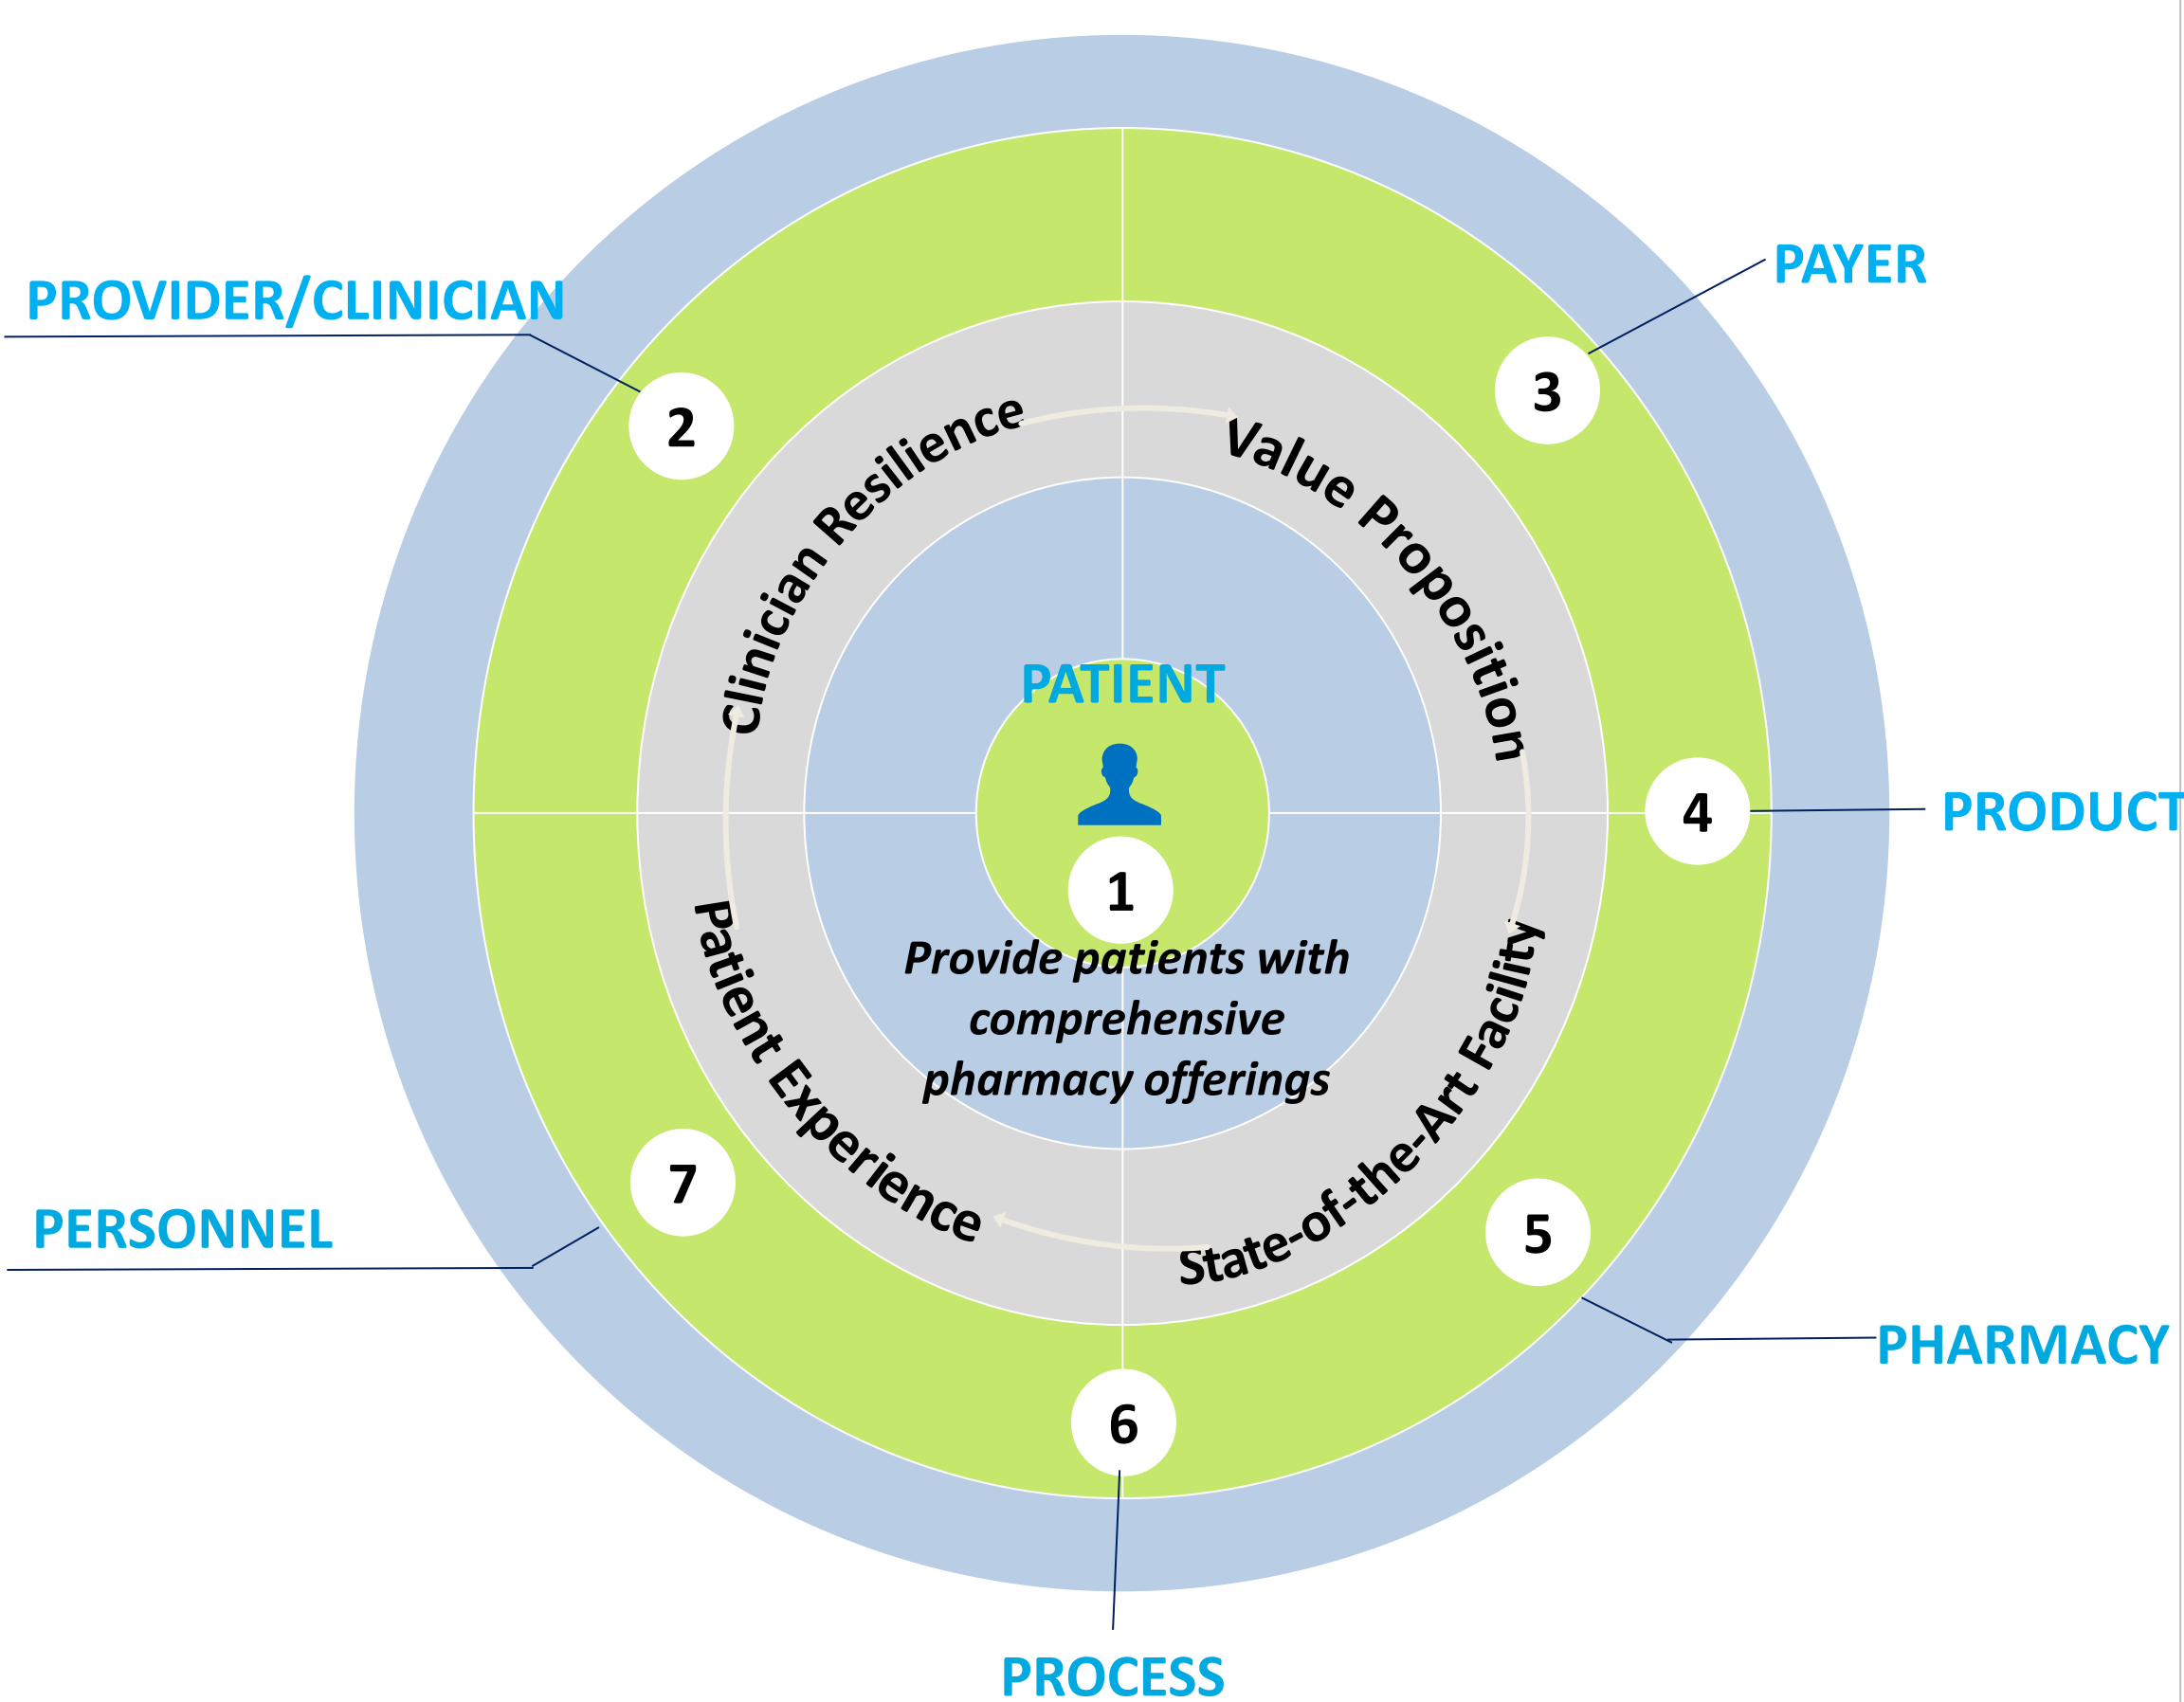 PROVIDER/CLINICIAN
PAYER
2
3
Clinician Resilience
Value Proposition
PATIENT
PRODUCT
4
1
Provide patients with
comprehensive
pharmacy offerings
Patient Experience
State-of-the-Art Facility
7
5
PERSONNEL
PHARMACY
6
PROCESS